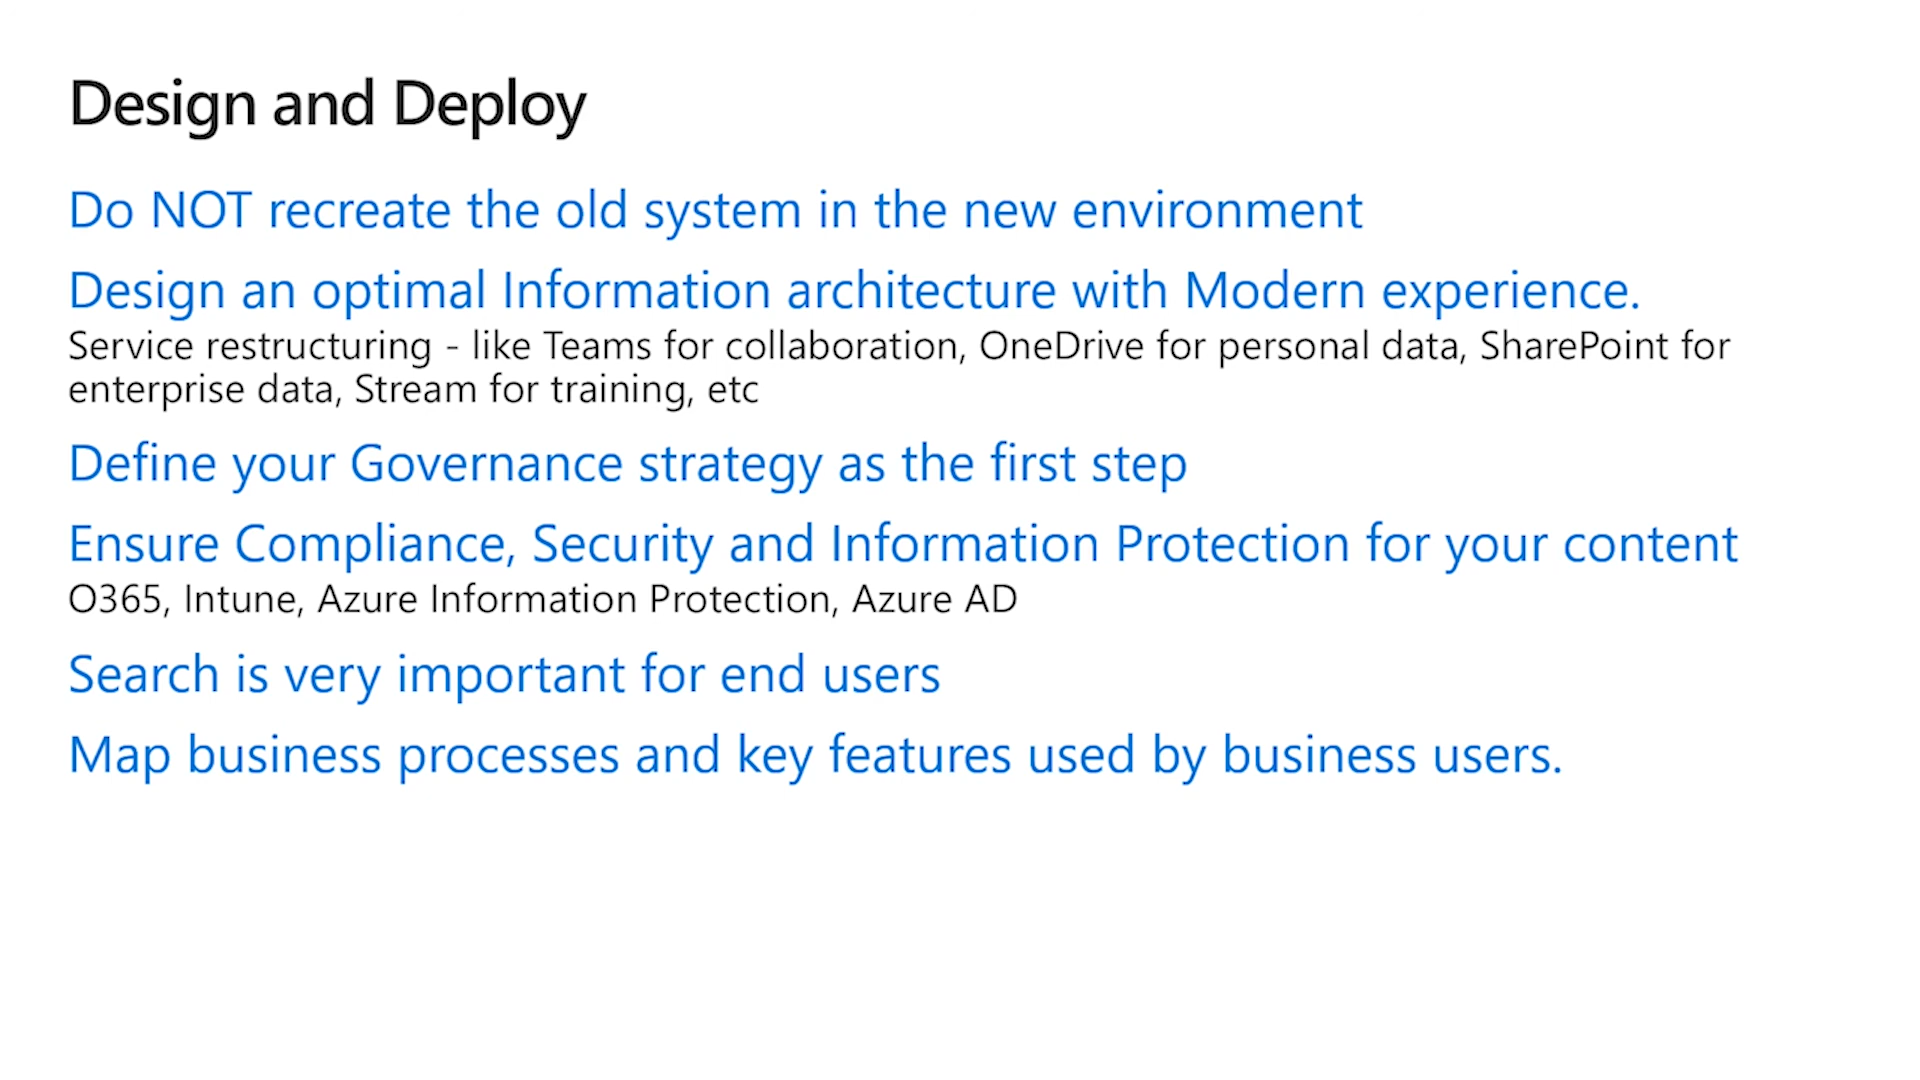 Design and Deploy
Do NOT recreate the old system in the new environment
Design an optimal Information architecture with Modern experience.
Service restructuring - like Teams for collaboration, OneDrive for personal data, SharePoint for
enterprise data, Stream for training, etc
Define your Governance strategy as the first step
Ensure Compliance, Security and Information Protection for your content
O365, Intune, Azure Information Protection, Azure AD
Search is very important for end users
Map business processes and key features used by business users.